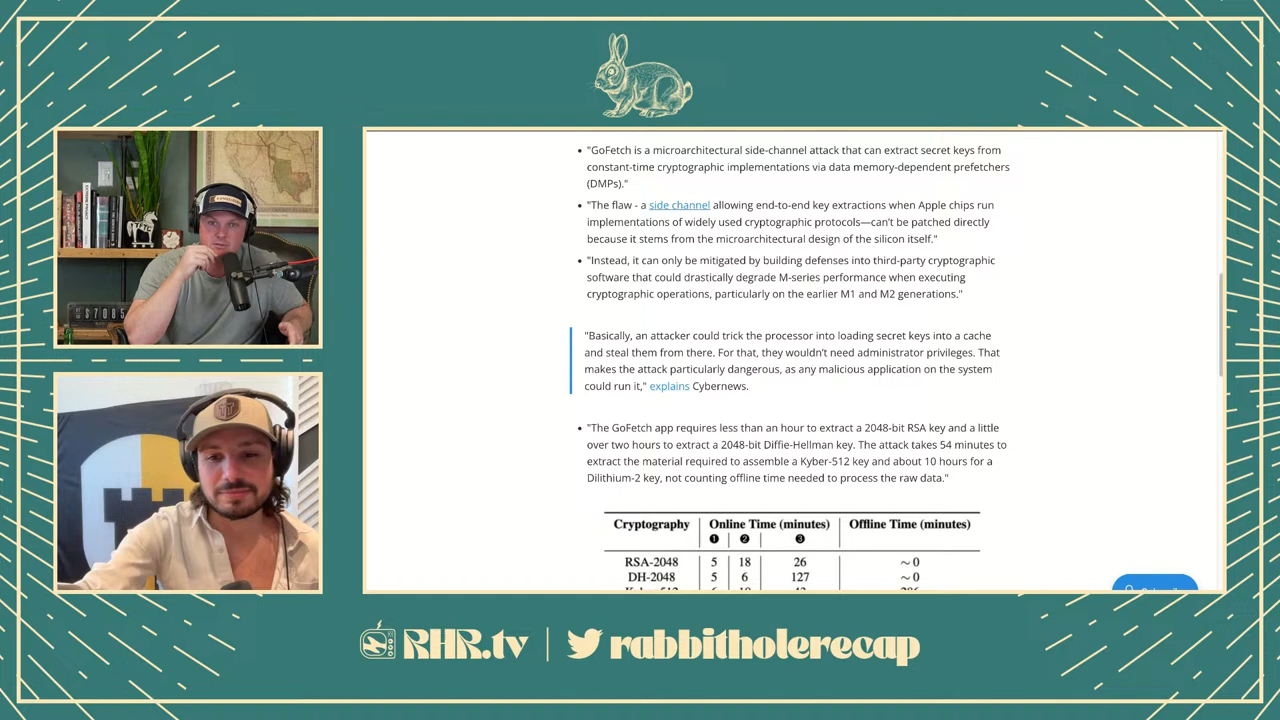 • "GoFetch is a microarchitectural side-channel attack that can extract secret keys from
constant-time cryptographic implementations via data memory-dependent prefetchers
(DMPs)."
• "The flaw - a side channel allowing end-to-end key extractions when Apple chips run
implementations of widely used cryptographic protocols—can't be patched directly
because it stems from the microarchitectural design of the silicon itself."
• "Instead, it can only be mitigated by building defenses into third-party cryptographic
software that could drastically degrade M-series performance when executing
cryptographic operations, particularly on the earlier M1 and M2 generations."
"Basically, an attacker could trick the processor into loading secret keys into a cache
and steal them from there. For that, they wouldn't need administrator privileges. That
makes the attack particularly dangerous, as any malicious application on the system
could run it," explains Cybernews.
• "The GoFetch app requires less than an hour to extract a 2048-bit RSA key and a little
over two hours to extract a 2048-bit Diffie-Hellman key. The attack takes 54 minutes to
extract the material required to assemble a Kyber-512 key and about 10 hours for a
Dilithium-2 key, not counting offline time needed to process the raw data."
Cryptography Online Time (minutes) Offline Time (minutes)
❶ ❷ ❸
RSA-2048 5 18 26 ~ 0
DH-2048 5 6 127 ~ 0
RHR.tv | rabbitholerecap